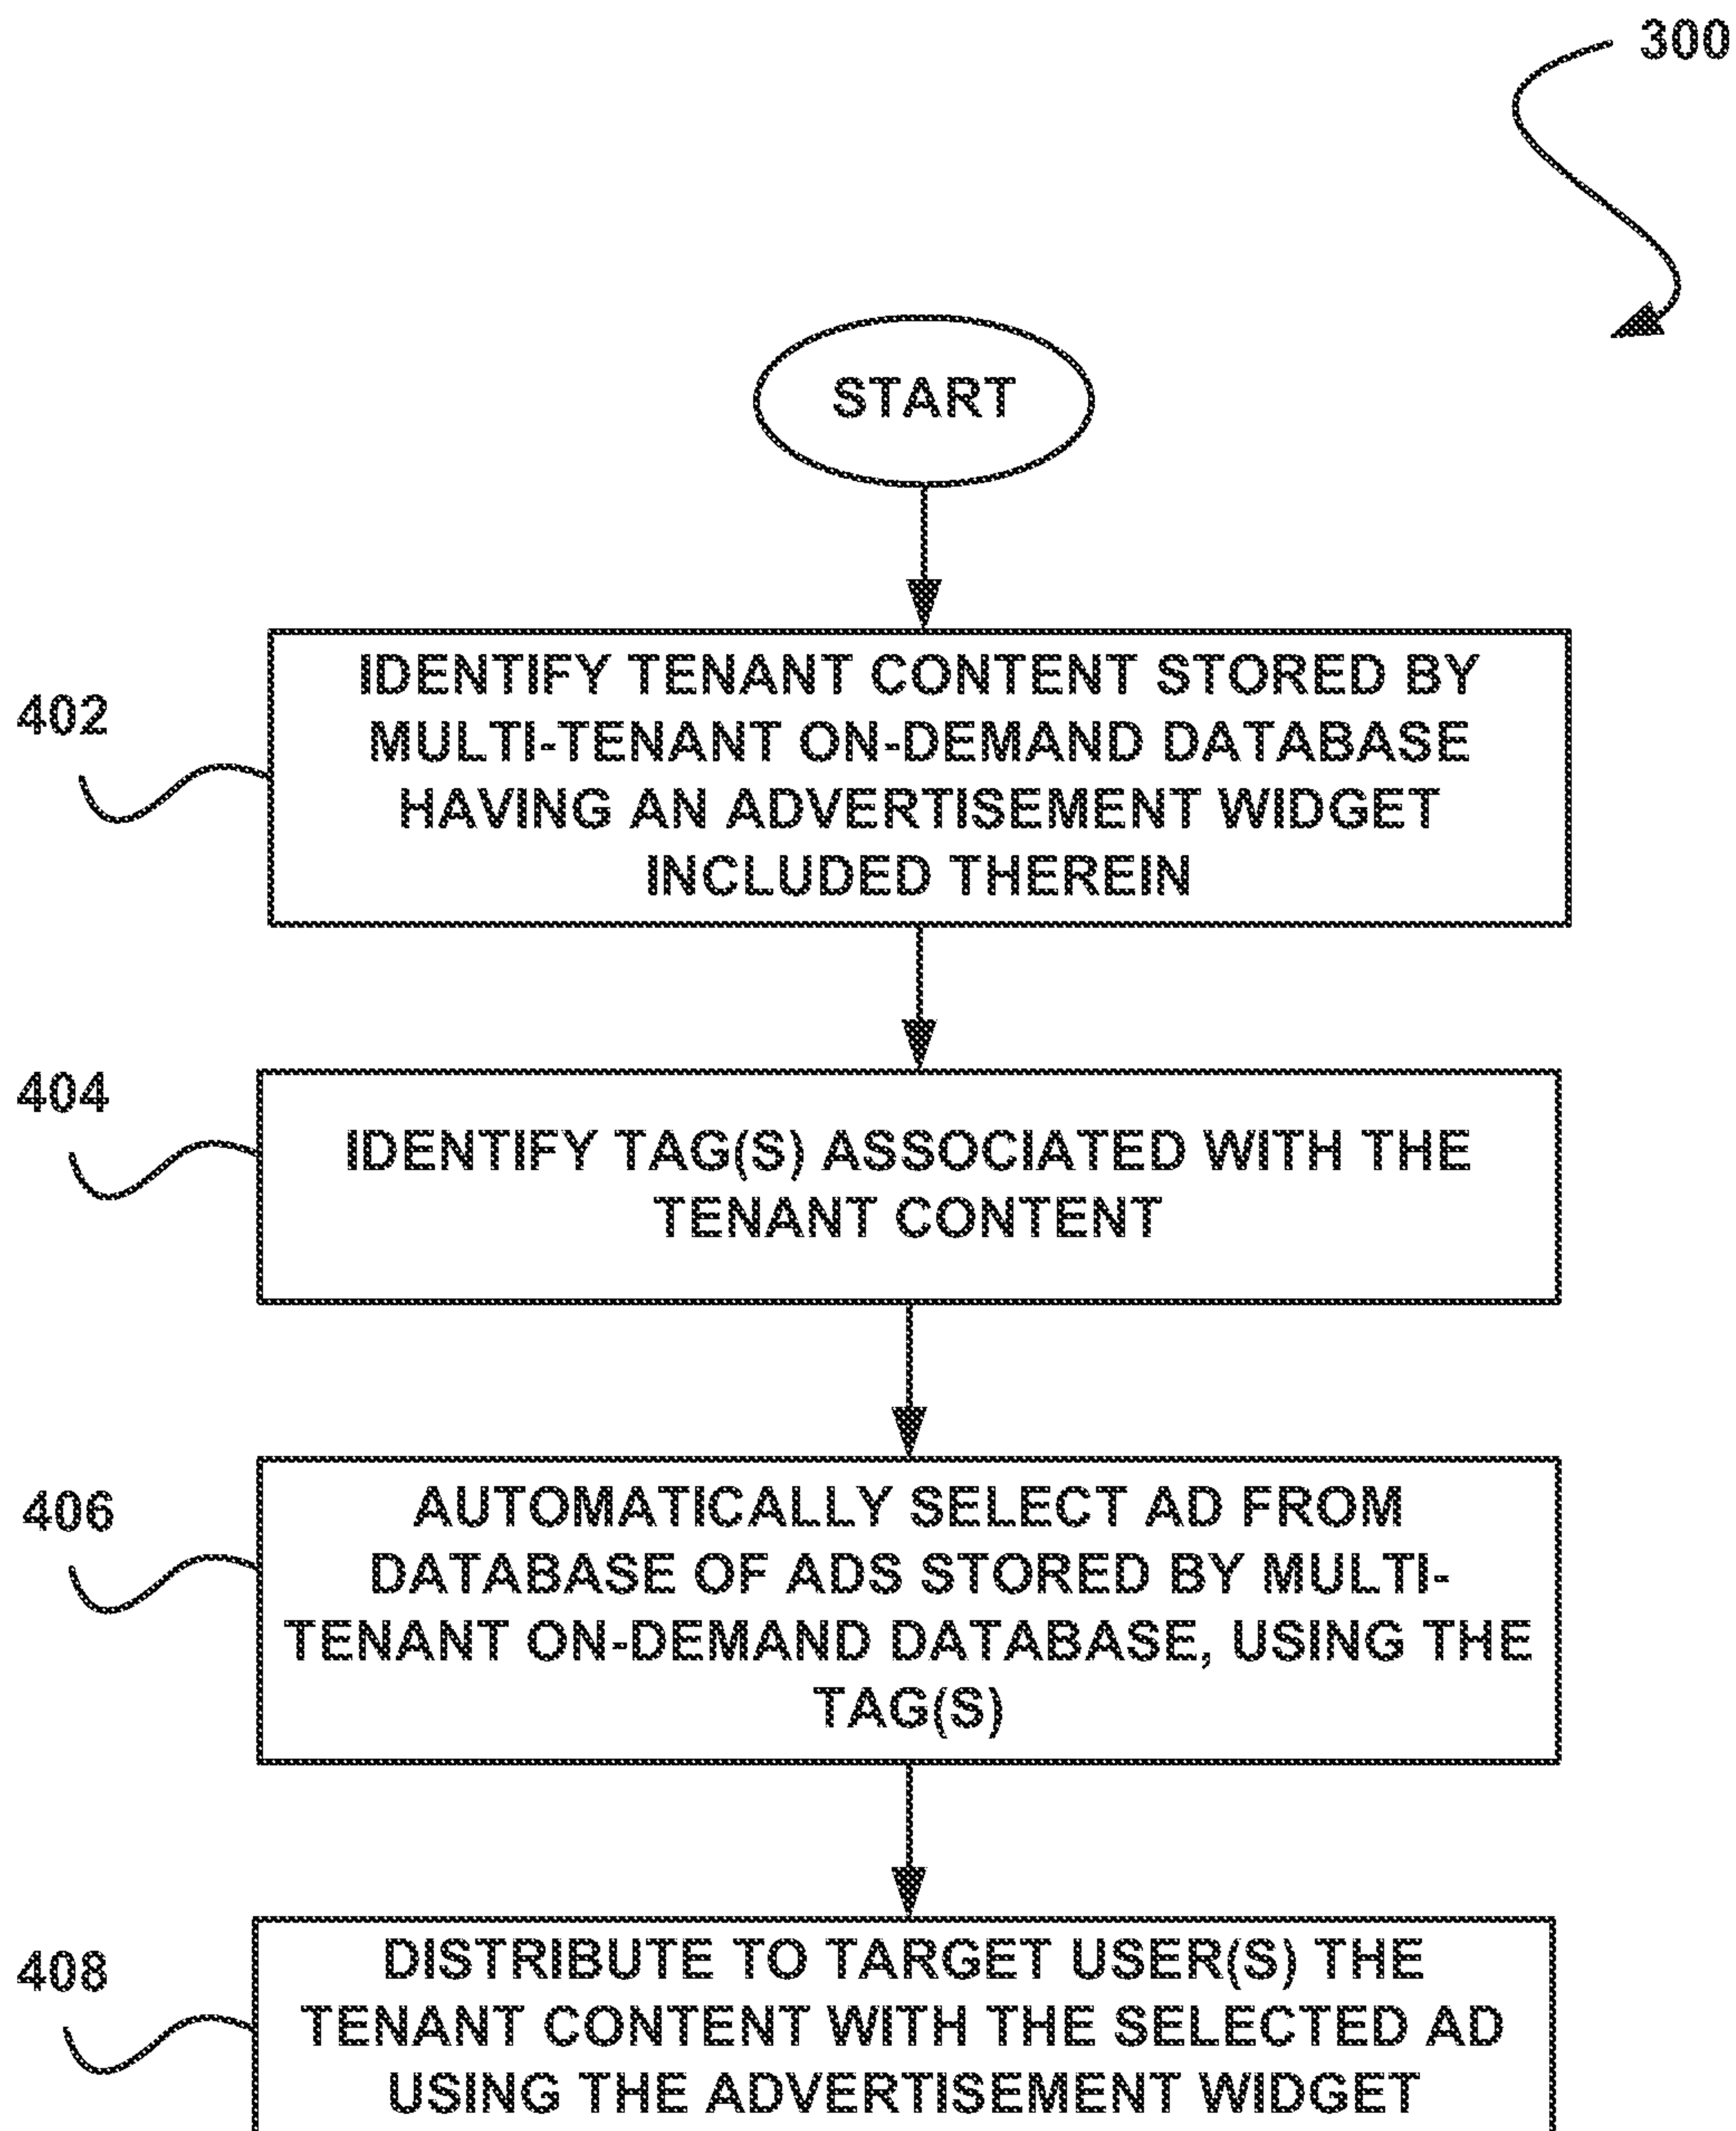 300
START
402
IDENTIFY TENANT CONTENT STORED BY
MULTI-TENANT ON-DEMAND DATABASE
HAVING AN ADVERTISEMENT WIDGET
INCLUDED THEREIN
404
IDENTIFY TAG(S) ASSOCIATED WITH THE
TENANT CONTENT
406
AUTOMATICALLY SELECT AD FROM
DATABASE OF ADS STORED BY MULTI-
TENANT ON-DEMAND DATABASE, USING THE
TAG(S)
408
DISTRIBUTE TO TARGET USER(S) THE
TENANT CONTENT WITH THE SELECTED AD
USING THE ADVERTISEMENT WIDGET